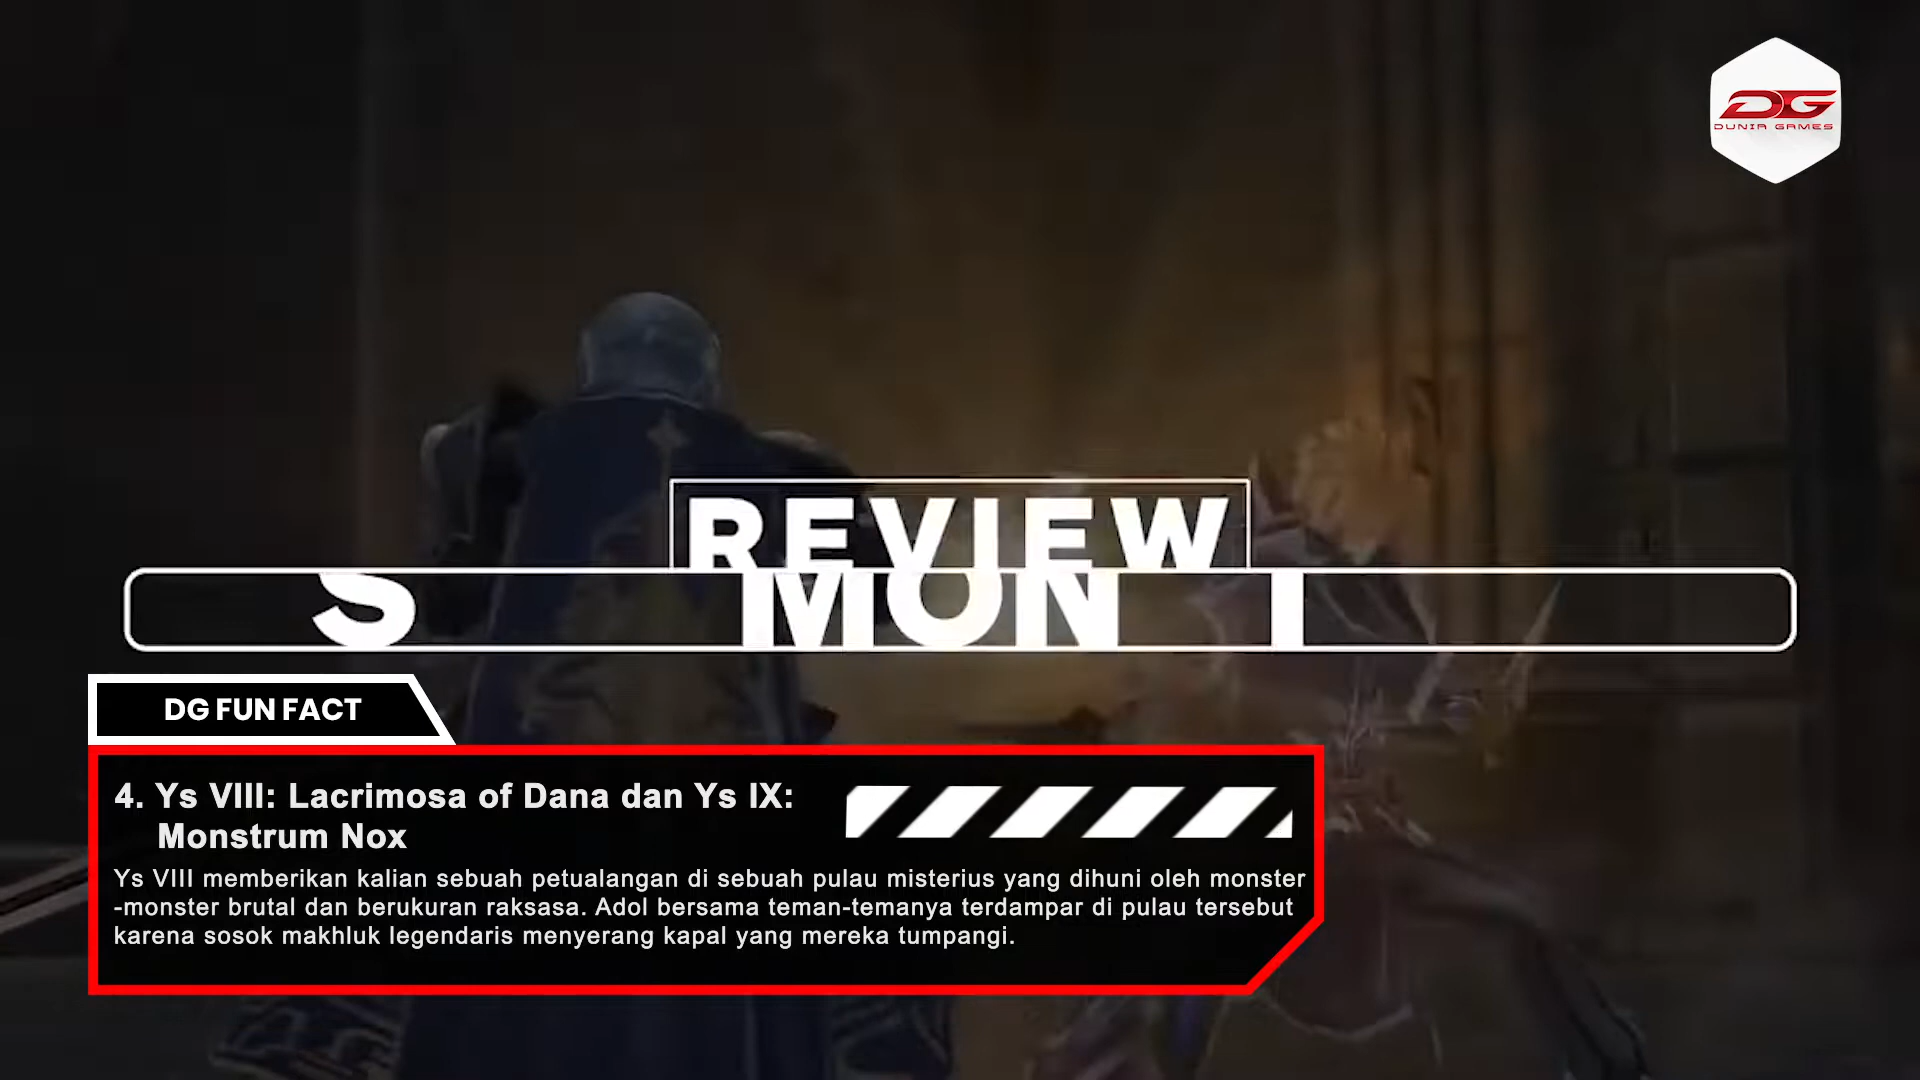 DG
DUNIA GAMES
REVIEW
S MON
DG FUN FACT
4. Ys VIII: Lacrimosa of Dana dan Ys IX:
Monstrum Nox
Ys VIII memberikan kalian sebuah petualangan di sebuah pulau misterius yang dihuni oleh monster
-monster brutal dan berukuran raksasa. Adol bersama teman-temanya terdampar di pulau tersebut
karena sosok makhluk legendaris menyerang kapal yang mereka tumpangi.